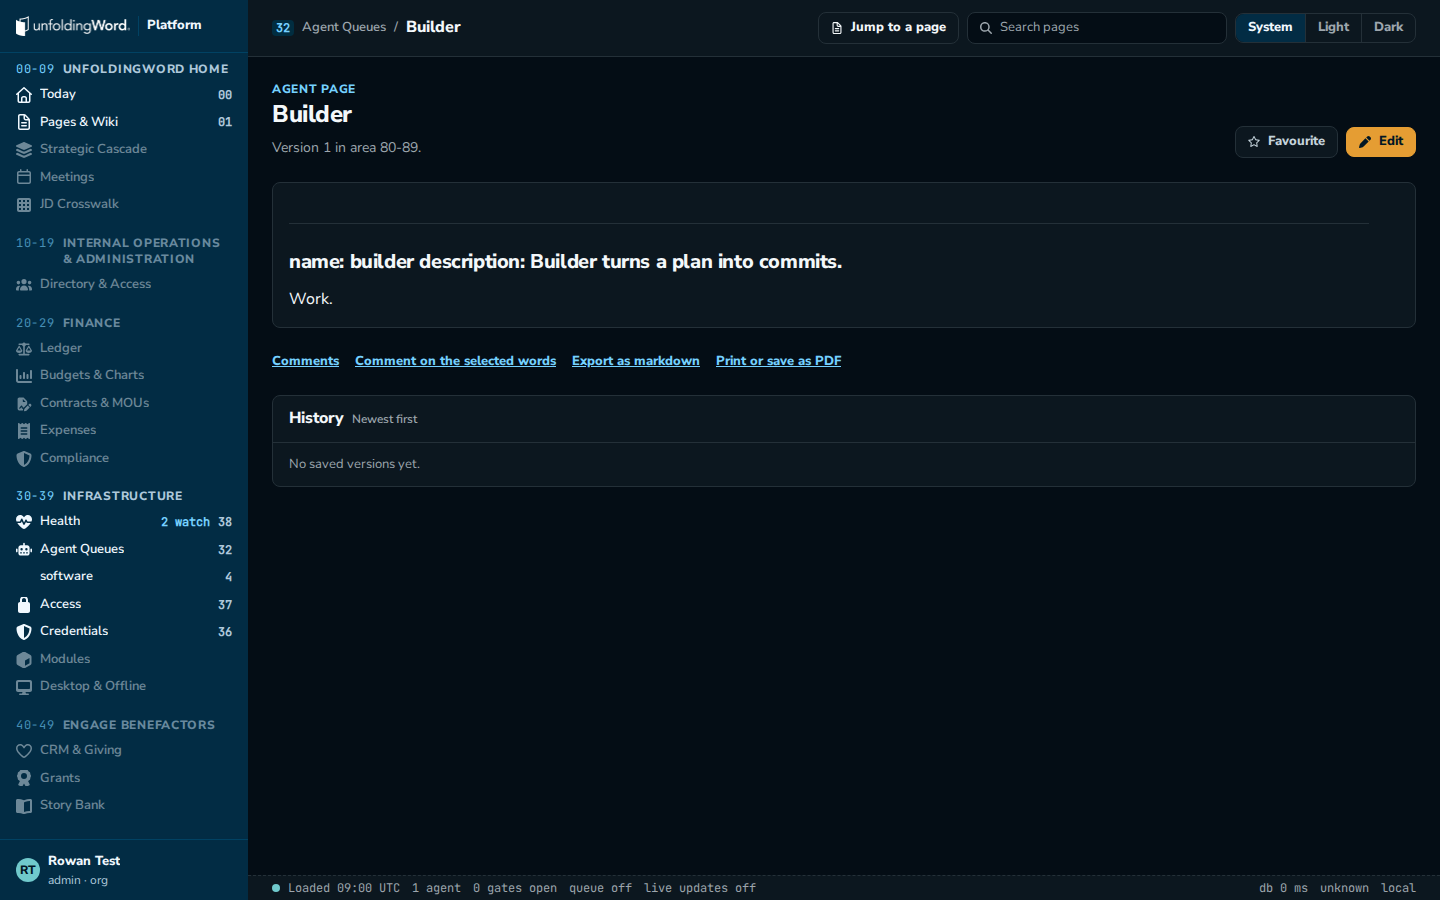 unfoldingWord® Platform
00-09 UNFOLDINGWORD HOME
Today 00
Pages & Wiki 01
Strategic Cascade
Meetings
JD Crosswalk
10-19 INTERNAL OPERATIONS
& ADMINISTRATION
Directory & Access
20-29 FINANCE
Ledger
Budgets & Charts
Contracts & MOUs
Expenses
Compliance
30-39 INFRASTRUCTURE
Health 2 watch 38
Agent Queues 32
software 4
Access 37
Credentials 36
Modules
Desktop & Offline
40-49 ENGAGE BENEFACTORS
CRM & Giving
Grants
Story Bank
RT Rowan Test
admin · org
32 Agent Queues / Builder
Jump to a page
Search pages
System Light Dark
AGENT PAGE
Builder
Version 1 in area 80-89.
Favourite
Edit
name: builder description: Builder turns a plan into commits.
Work.
Comments Comment on the selected words Export as markdown Print or save as PDF
History Newest first
No saved versions yet.
Loaded 09:00 UTC 1 agent 0 gates open queue off live updates off
db 0 ms unknown local